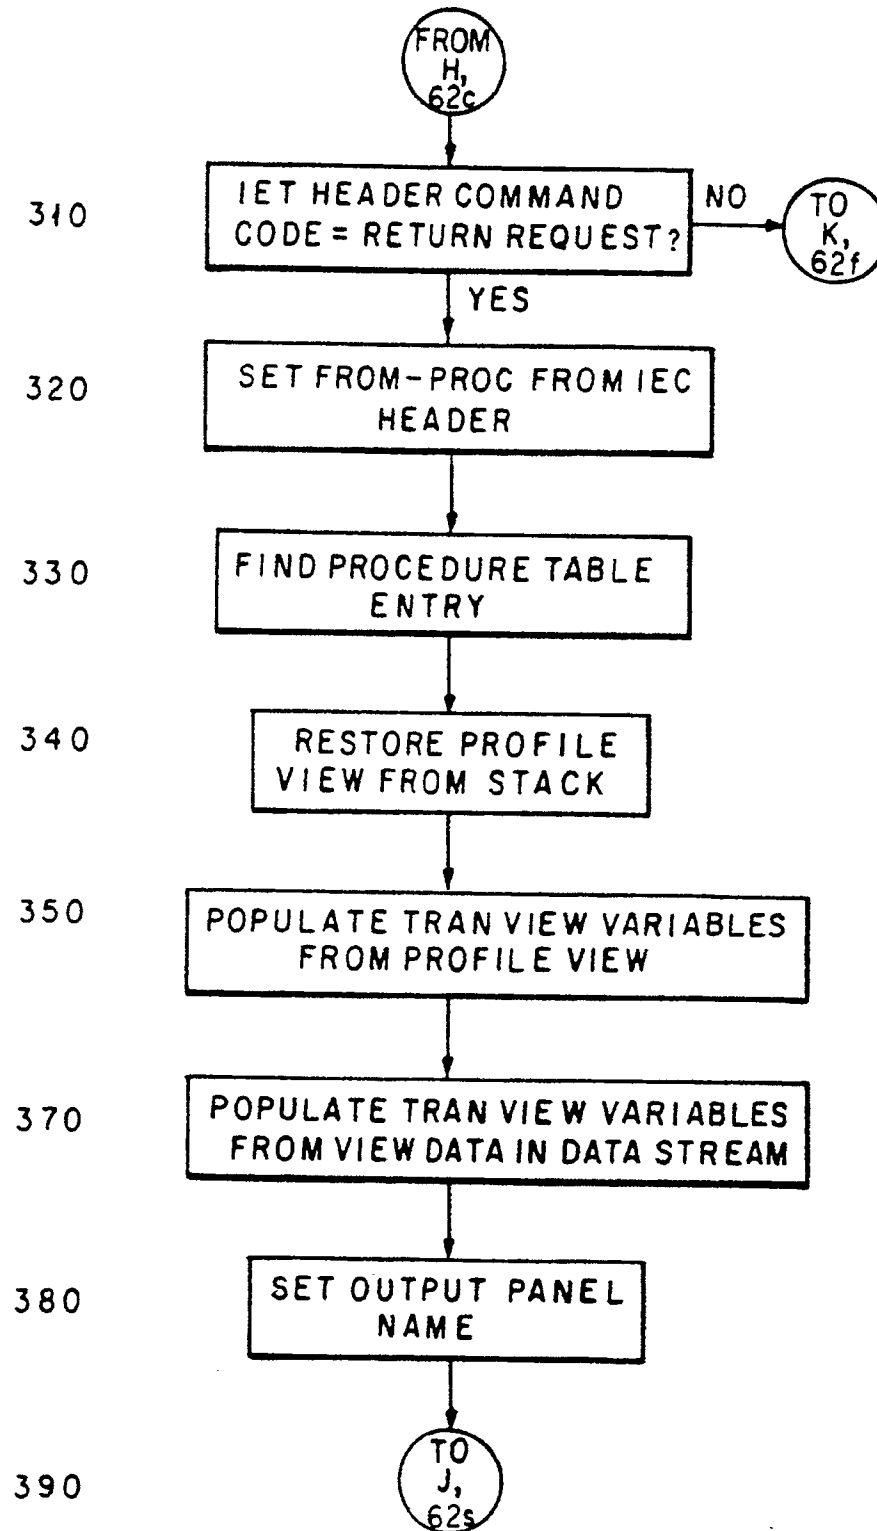 FROM
H,
62c
310
IET HEADER COMMAND
CODE = RETURN REQUEST?
NO
TO
K,
62f
YES
320
SET FROM-PROC FROM IEC
HEADER
330
FIND PROCEDURE TABLE
ENTRY
340
RESTORE PROFILE
VIEW FROM STACK
350
POPULATE TRAN VIEW VARIABLES
FROM PROFILE VIEW
370
POPULATE TRAN VIEW VARIABLES
FROM VIEW DATA IN DATA STREAM
380
SET OUTPUT PANEL
NAME
390
TO
J,
62s